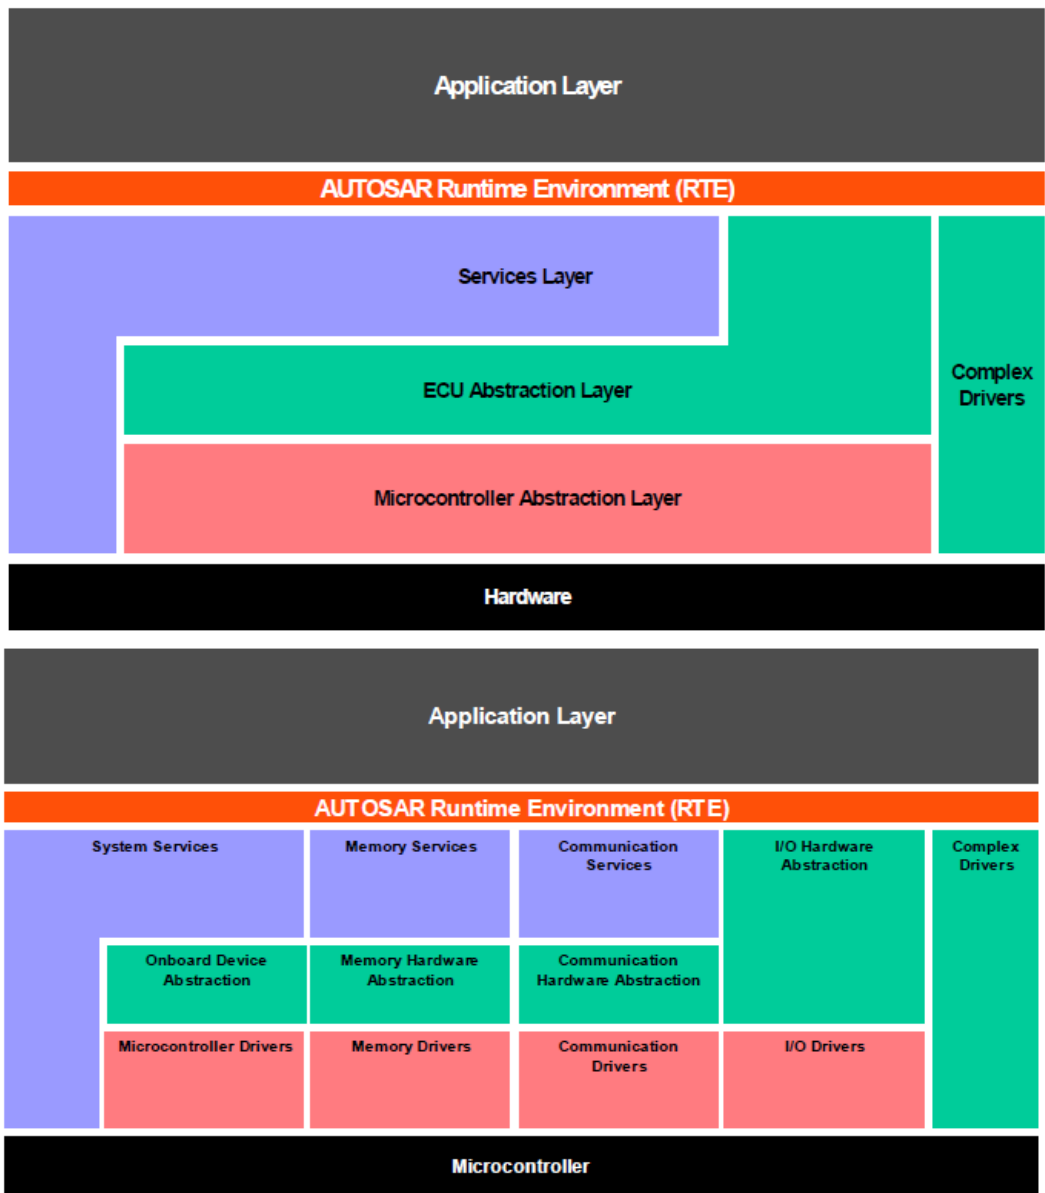 Application Layer
AUTOSAR Runtime Environment (RTE)
Services Layer
ECU Abstraction Layer
Complex
Drivers
Microcontroller Abstraction Layer
Hardware
Application Layer
AUTOSAR Runtime Environment (RTE)
System Services
Memory Services
Communication
Services
I/O Hardware
Abstraction
Complex
Drivers
Onboard Device
Abstraction
Memory Hardware
Abstraction
Communication
Hardware Abstraction
Microcontroller Drivers
Memory Drivers
Communication
Drivers
I/O Drivers
Microcontroller